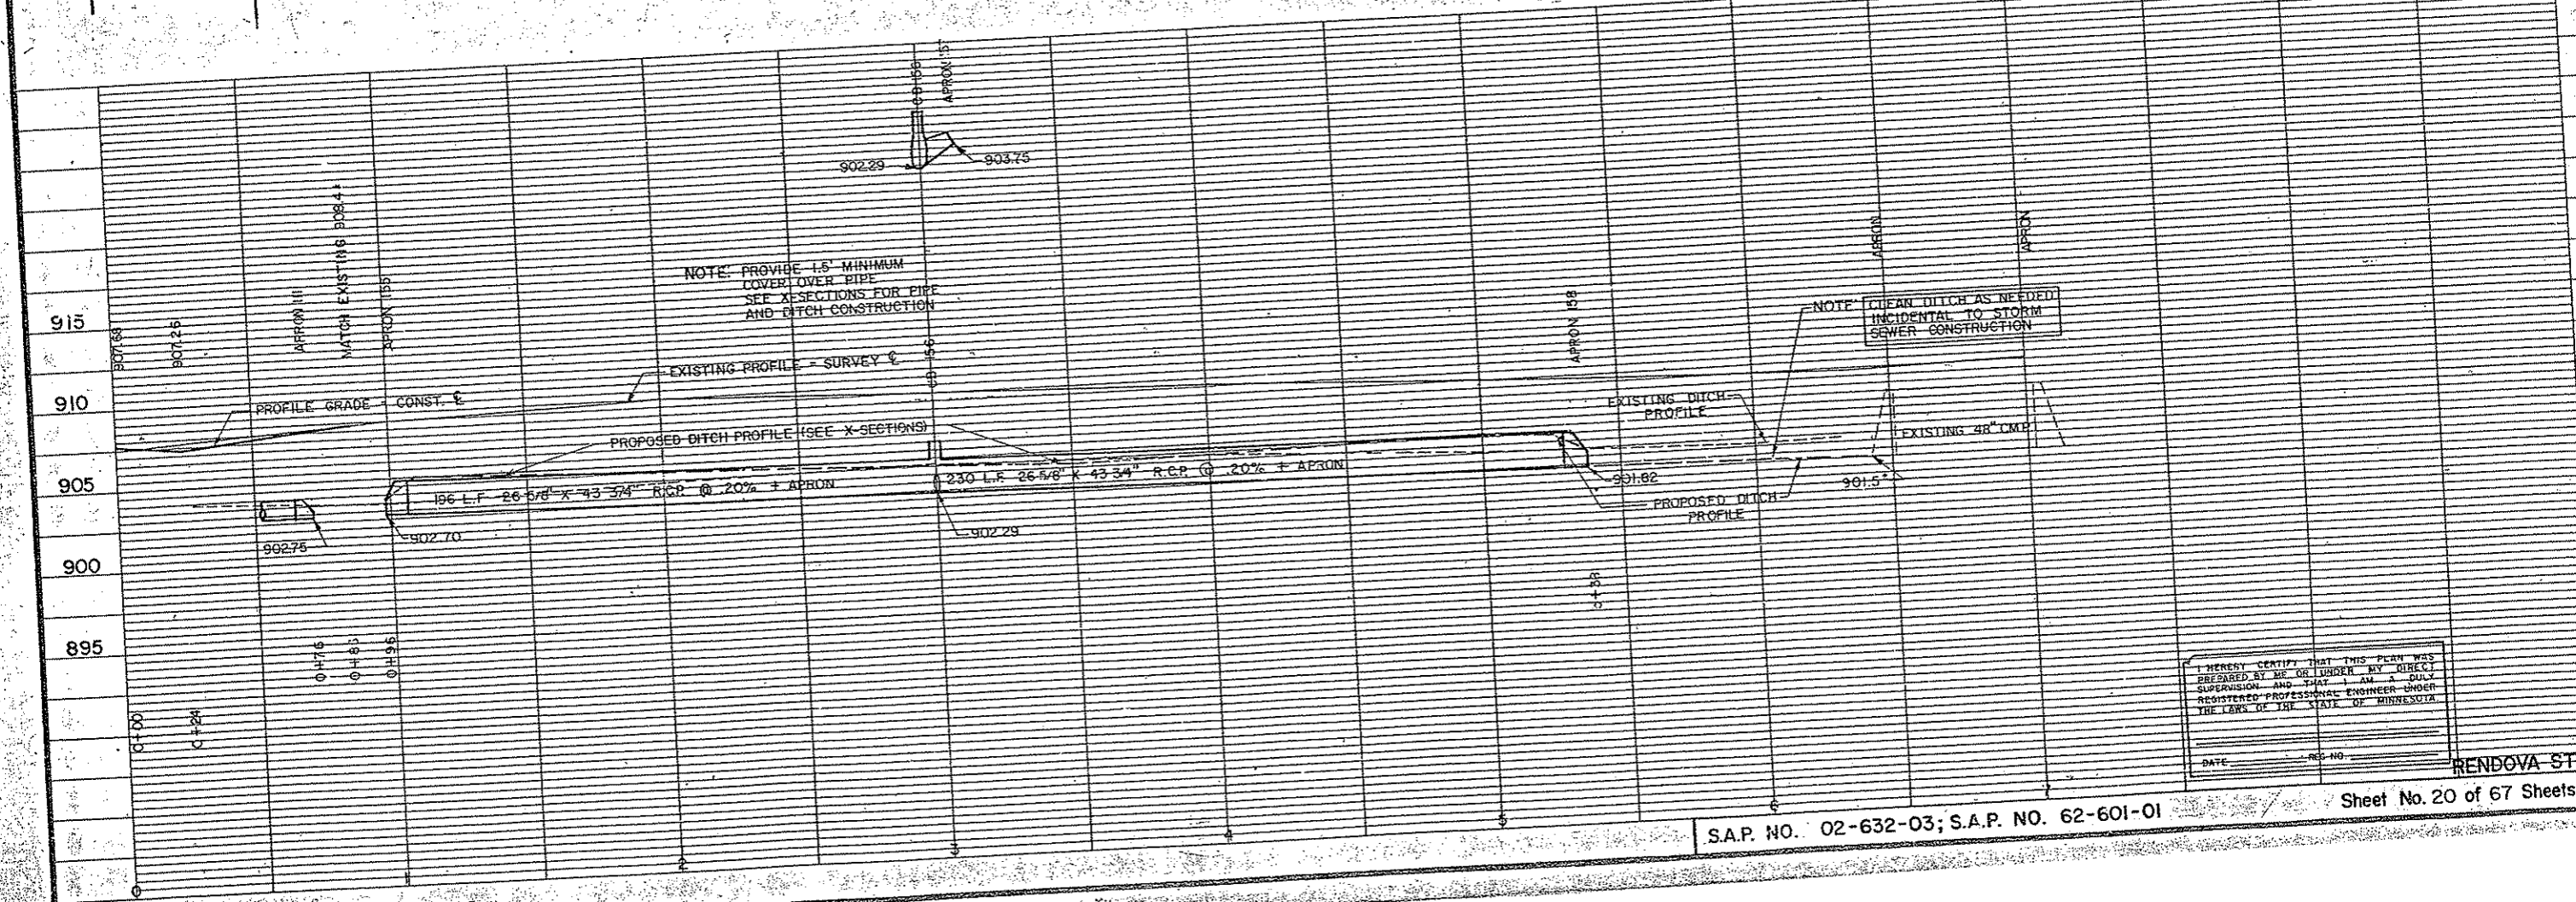 CB 156
APRON 157
902.29
903.75
MATCH EXISTING 909.4±
APRON 111
APRON 155
907.68
907.26
NOTE: PROVIDE 1.5' MINIMUM
COVER OVER PIPE
SEE X-SECTIONS FOR PIPE
AND DITCH CONSTRUCTION
APRON 158
APRON
APRON
NOTE: CLEAN DITCH AS NEEDED
INCIDENTAL TO STORM
SEWER CONSTRUCTION
915
EXISTING PROFILE - SURVEY ℄
CB 156
910
PROFILE GRADE - CONST. ℄
EXISTING DITCH
PROFILE
PROPOSED DITCH PROFILE (SEE X-SECTIONS)
EXISTING 48" CMP
905
196 L.F. 26 5/8" X 43 3/4" R.C.P. @ .20% + APRON
230 L.F. 26 5/8" X 43 3/4" R.C.P. @ .20% + APRON
901.82
901.5±
PROPOSED DITCH
PROFILE
902.75
902.70
902.29
900
895
0+76
0+96
0+00
0+24
I HEREBY CERTIFY THAT THIS PLAN WAS
PREPARED BY ME OR UNDER MY DIRECT
SUPERVISION AND THAT I AM A DULY
REGISTERED PROFESSIONAL ENGINEER UNDER
THE LAWS OF THE STATE OF MINNESOTA
DATE REG. NO.
RENDOVA ST
0 1 2 3 4 5 6 7
S.A.P. NO. 02-632-03; S.A.P. NO. 62-601-01
Sheet No. 20 of 67 Sheets